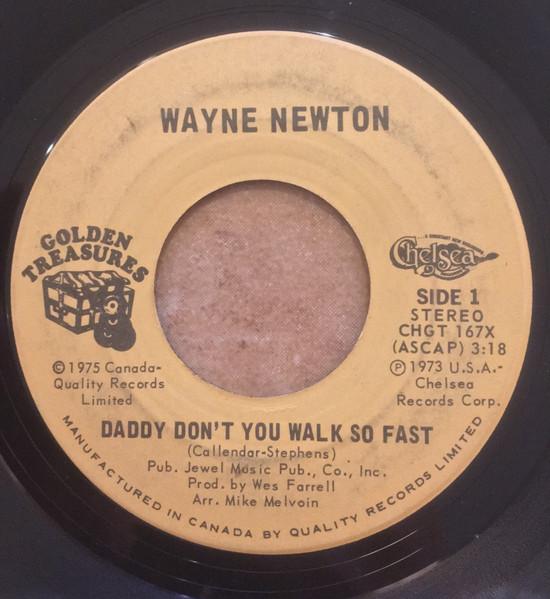 WAYNE NEWTON
GOLDEN
TREASURES
Chelsea
SIDE 1
STEREO
CHGT 167X
(ASCAP) 3:18
©1975 Canada-
Quality Records
Limited
Ⓟ1973 U.S.A.-
Chelsea
Records Corp.
DADDY DON'T YOU WALK SO FAST
(Callendar-Stephens)
Pub. Jewel Music Pub., Co., Inc.
Prod. by Wes Farrell
Arr. Mike Melvoin
MANUFACTURED IN CANADA BY QUALITY RECORDS LIMITED